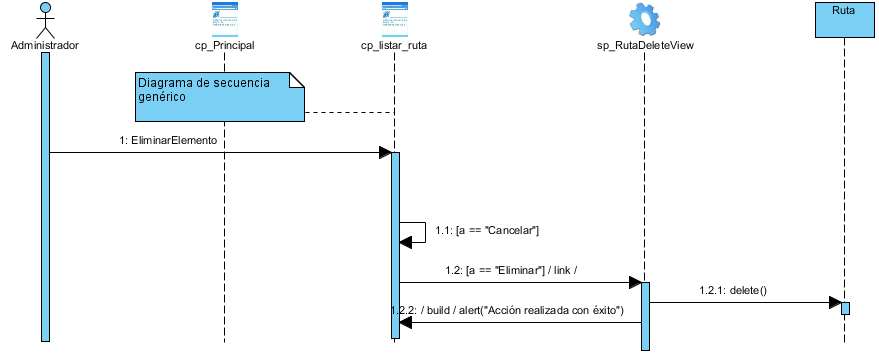 Ruta
Administrador
cp_Principal
cp_listar_ruta
sp_RutaDeleteView
Diagrama de secuencia
genérico
1: EliminarElemento
1.1: [a == "Cancelar"]
1.2: [a == "Eliminar"] / link /
1.2.1: delete()
1.2.2: / build / alert("Acción realizada con éxito")